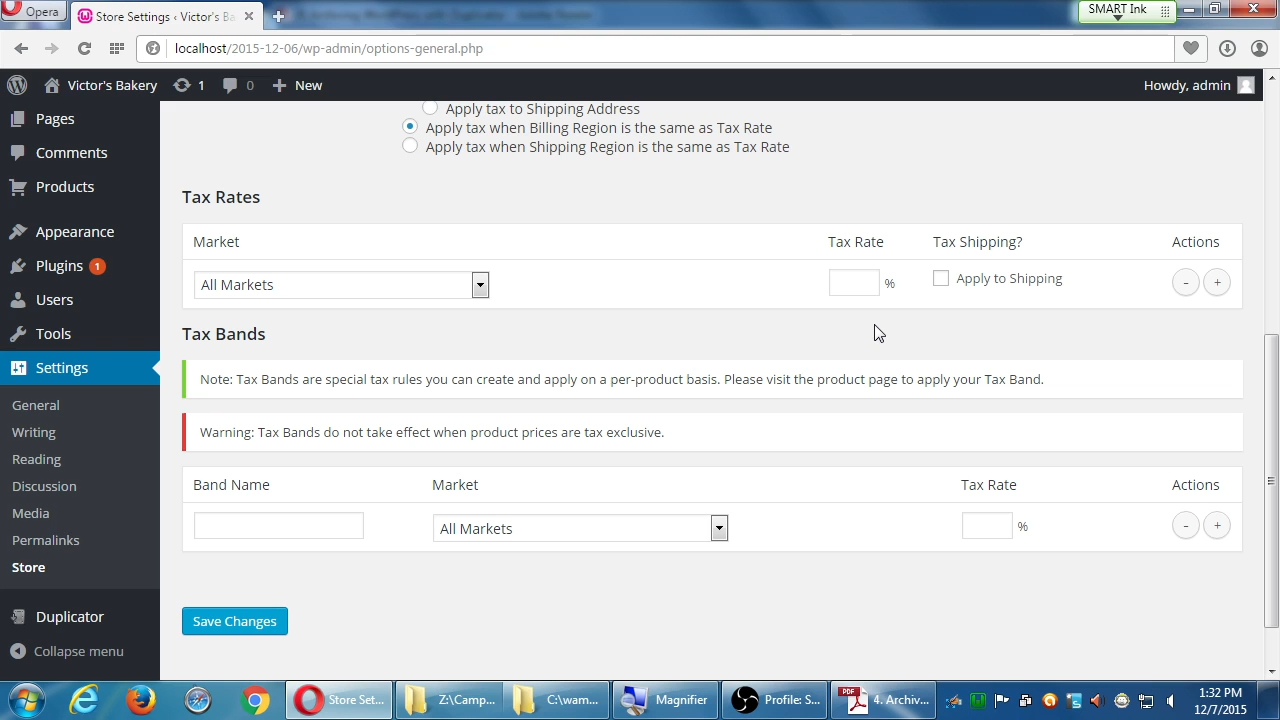 Opera
Store Settings ‹ Victor's Ba
SMART Ink
localhost/2015-12-06/wp-admin/options-general.php
Victor's Bakery
1
0
New
Howdy, admin
Pages
Comments
Products
Appearance
Plugins 1
Users
Tools
Settings
General
Writing
Reading
Discussion
Media
Permalinks
Store
Duplicator
Collapse menu
Apply tax to Shipping Address
Apply tax when Billing Region is the same as Tax Rate
Apply tax when Shipping Region is the same as Tax Rate
Tax Rates
Market Tax Rate Tax Shipping? Actions
All Markets % Apply to Shipping - +
Tax Bands
Note: Tax Bands are special tax rules you can create and apply on a per-product basis. Please visit the product page to apply your Tax Band.
Warning: Tax Bands do not take effect when product prices are tax exclusive.
Band Name Market Tax Rate Actions
All Markets % - +
Save Changes
Store Set...
Z:\Camp...
C:\wam...
Magnifier
Profile: S...
PDF
4. Archiv...
1:32 PM
12/7/2015